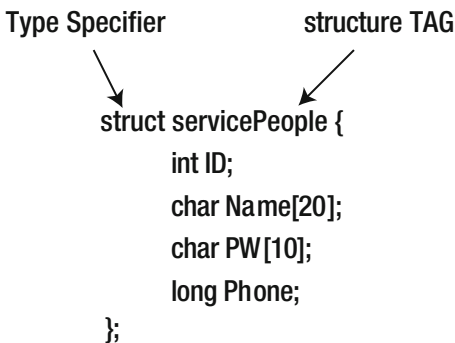 Type Specifier structure TAG
struct servicePeople {
int ID;
char Name[20];
char PW[10];
long Phone;
};